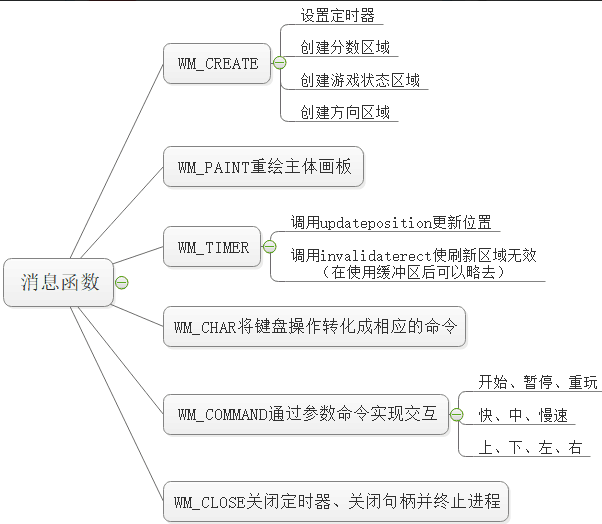 消息函数
WM_CREATE
设置定时器
创建分数区域
创建游戏状态区域
创建方向区域
WM_PAINT重绘主体画板
WM_TIMER
调用updateposition更新位置
调用invalidaterect使刷新区域无效
（在使用缓冲区后可以略去）
WM_CHAR将键盘操作转化成相应的命令
WM_COMMAND通过参数命令实现交互
开始、暂停、重玩
快、中、慢速
上、下、左、右
WM_CLOSE关闭定时器、关闭句柄并终止进程